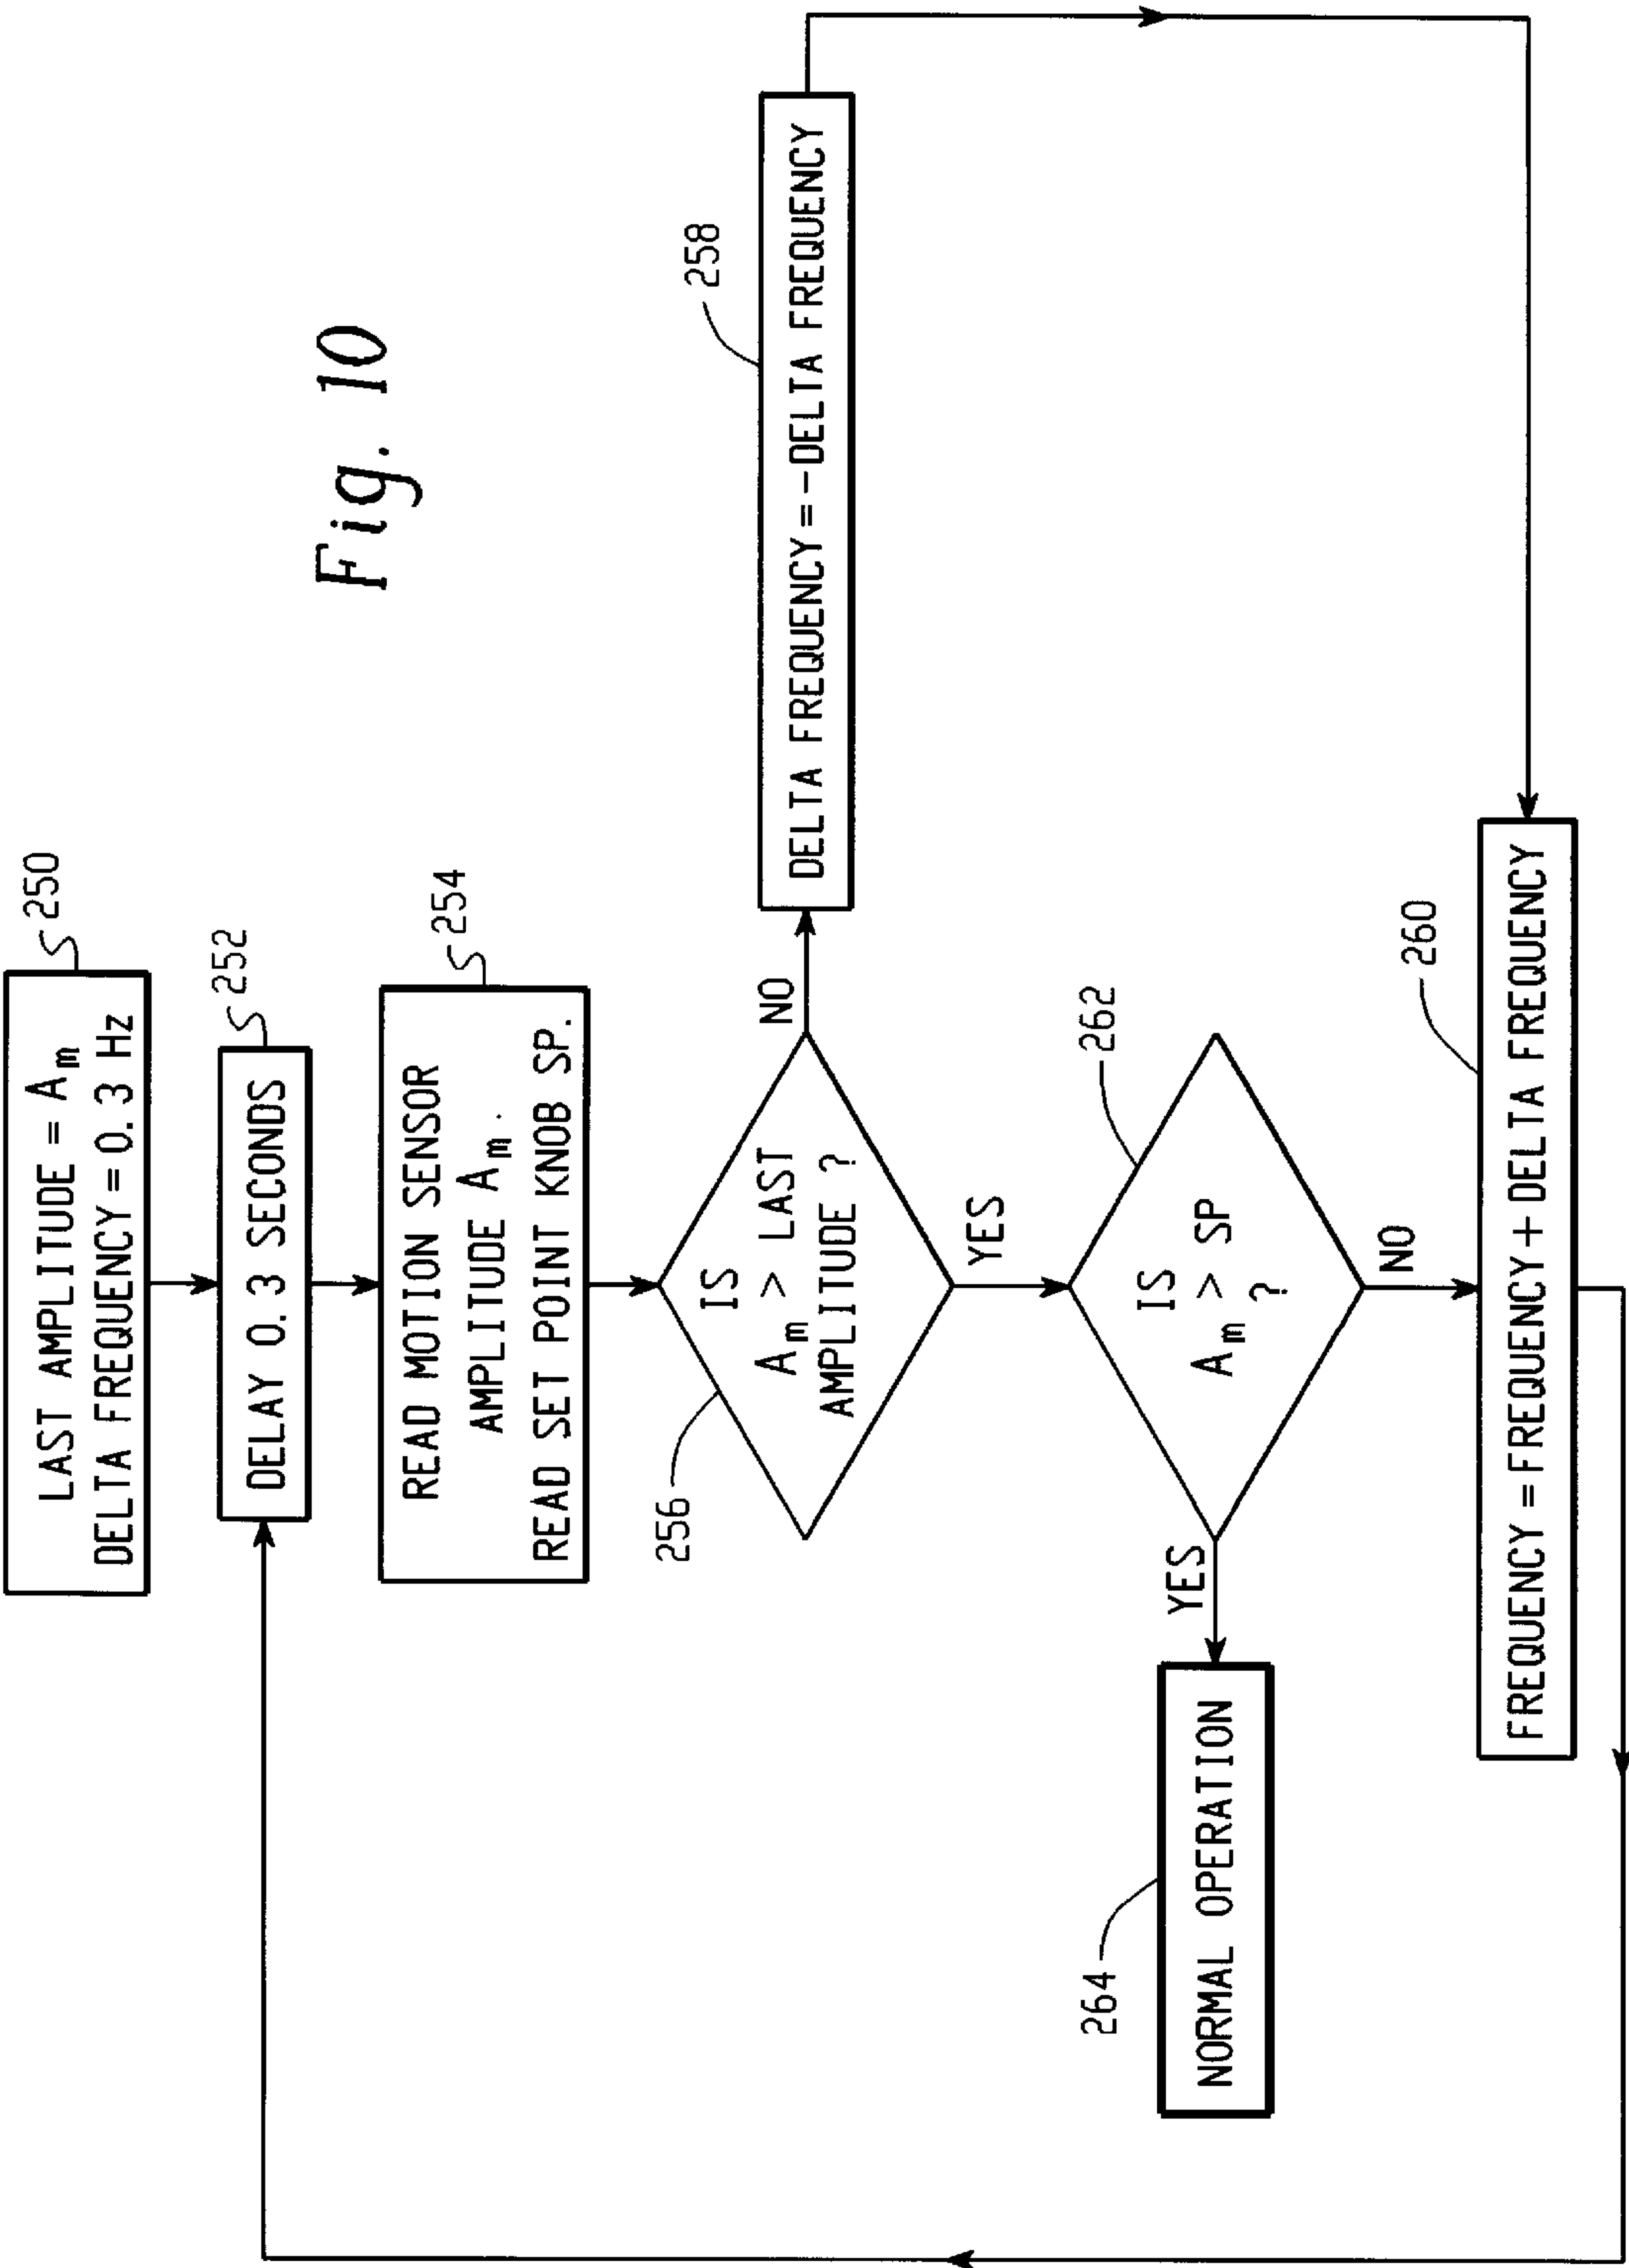 250
LAST AMPLITUDE = Am
DELTA FREQUENCY = 0.3 Hz
252
DELAY 0.3 SECONDS
254
READ MOTION SENSOR
AMPLITUDE Am.
READ SET POINT KNOB SP.
Fig. 10
256
IS
Am > LAST
AMPLITUDE ?
NO
258
DELTA FREQUENCY = -DELTA FREQUENCY
YES
262
IS
Am > SP
?
YES
264
NORMAL OPERATION
NO
260
FREQUENCY = FREQUENCY + DELTA FREQUENCY